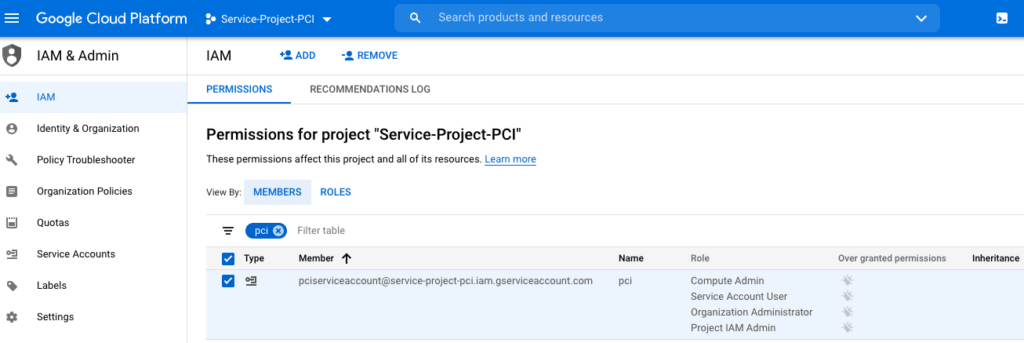 Google Cloud Platform
Service-Project-PCI
Search products and resources
IAM & Admin
IAM
ADD
REMOVE
IAM
Identity & Organization
Policy Troubleshooter
Organization Policies
Quotas
Service Accounts
Labels
Settings
PERMISSIONS
RECOMMENDATIONS LOG
Permissions for project "Service-Project-PCI"
These permissions affect this project and all of its resources. Learn more
View By: MEMBERS ROLES
pci Filter table
Type Member Name Role Over granted permissions Inheritance
pciserviceaccount@service-project-pci.iam.gserviceaccount.com pci Compute Admin
Service Account User
Organization Administrator
Project IAM Admin